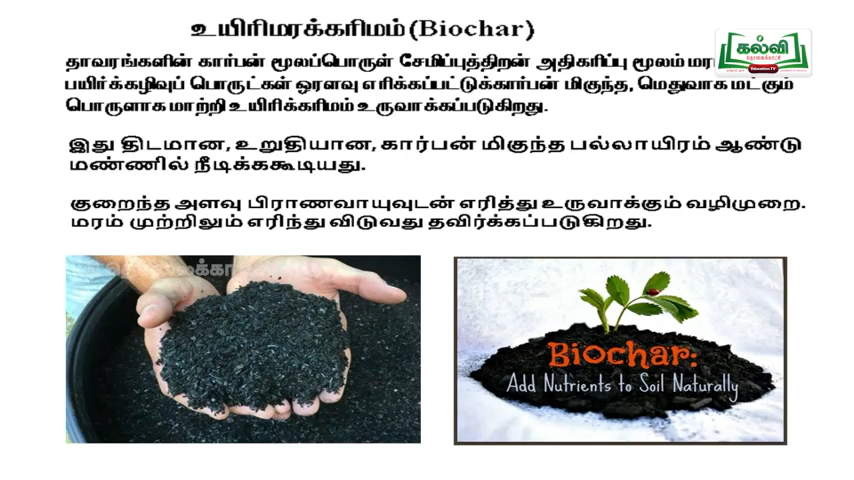 உயிரிமரக்கரிமம் (Biochar)
கல்வி
தொலைக்காட்சி
Education TV
தாவரங்களின் கார்பன் மூலப்பொருள் சேமிப்புத்திறன் அதிகரிப்பு மூலம்
பயிர்க்கழிவுப் பொருட்கள் ஓரளவு எரிக்கப்பட்டுக்கார்பன் மிகுந்த, மெதுவாக மட்கும்
பொருளாக மாற்றி உயிரிக்கரிமம் உருவாக்கப்படுகிறது.
இது திடமான, உறுதியான, கார்பன் மிகுந்த பல்லாயிரம் ஆண்டு
மண்ணில் நீடிக்ககூடியது.
குறைந்த அளவு பிராணவாயுவுடன் எரித்து உருவாக்கும் வழிமுறை.
மரம் முற்றிலும் எரிந்து விடுவது தவிர்க்கப்படுகிறது.
Biochar:
Add Nutrients to Soil Naturally